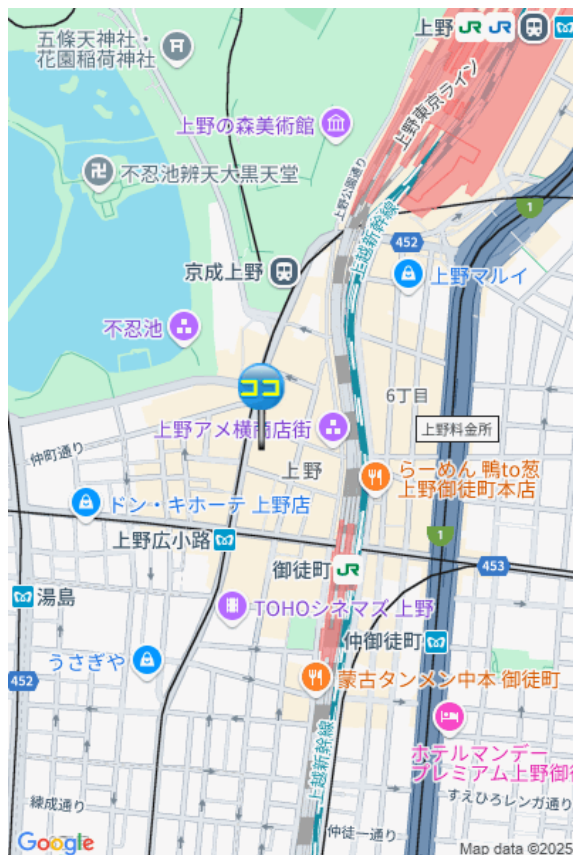 上野 JR JR
五條天神社・
花園稲荷神社
上野東京ライン
上野の森美術館
不忍池辨天大黒天堂
上野公園通り
1
452
上越新幹線
京成上野
上野マルイ
不忍池
ココ
6丁目
上野アメ横商店街
上野料金所
仲町通り
上野
らーめん 鴨to葱
上野御徒町本店
ドン・キホーテ 上野店
上野広小路
1
御徒町 JR
453
湯島
TOHOシネマズ 上野
仲御徒町
うさぎや
452
蒙古タンメン中本 御徒町
上越新幹線
ホテルマンデー
プレミアム上野御徒
すえひろレンガ通り
練成通り
仲徒一通り
Google
Map data ©2025